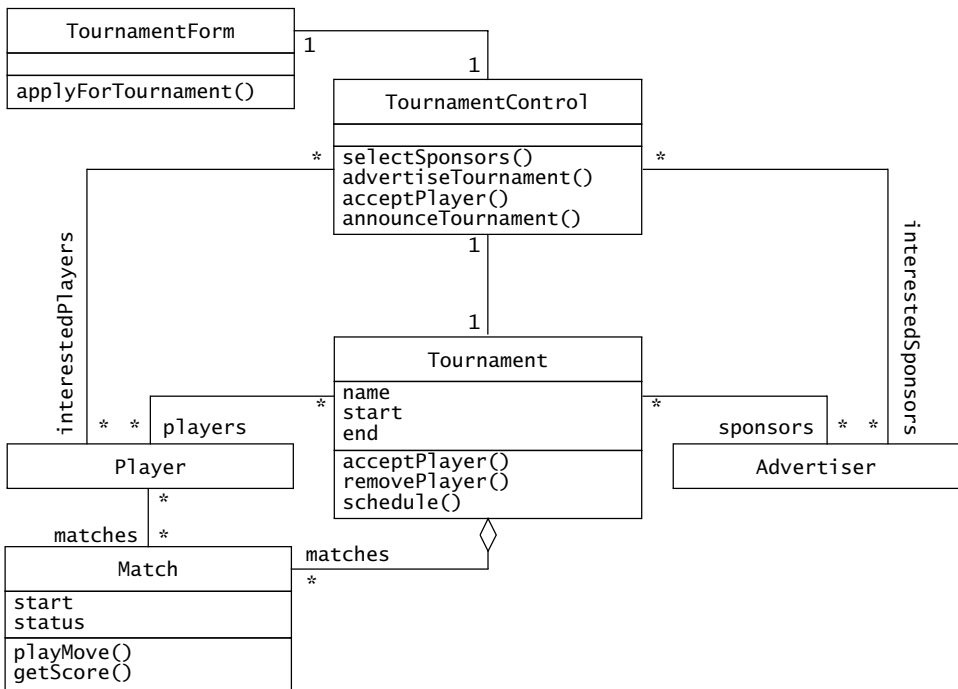 TournamentForm
1
applyForTournament()
1
TournamentControl
*
*
selectSponsors()
advertiseTournament()
acceptPlayer()
announceTournament()
1
interestedPlayers
interestedSponsors
1
Tournament
name
start
end
*
*
* * players
sponsors * *
acceptPlayer()
removePlayer()
schedule()
Player
Advertiser
*
matches *
matches
*
Match
start
status
playMove()
getScore()